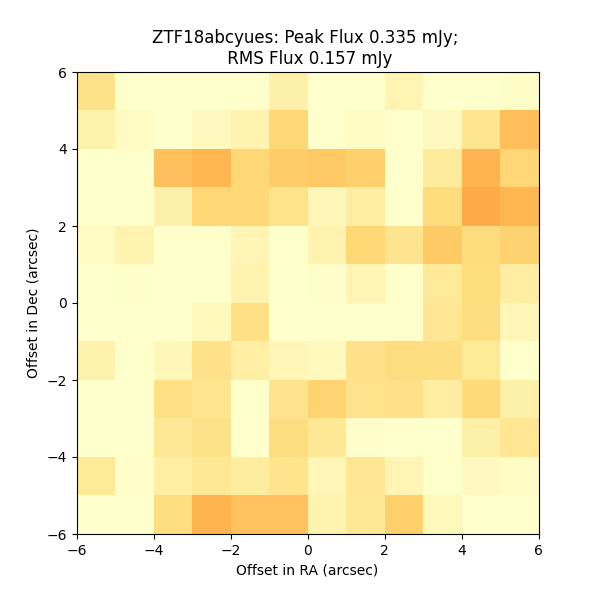 ZTF18abcyues: Peak Flux 0.335 mJy;
RMS Flux 0.157 mJy
6
4
2
0
−2
−4
−6
Offset in Dec (arcsec)
−6 −4 −2 0 2 4 6
Offset in RA (arcsec)